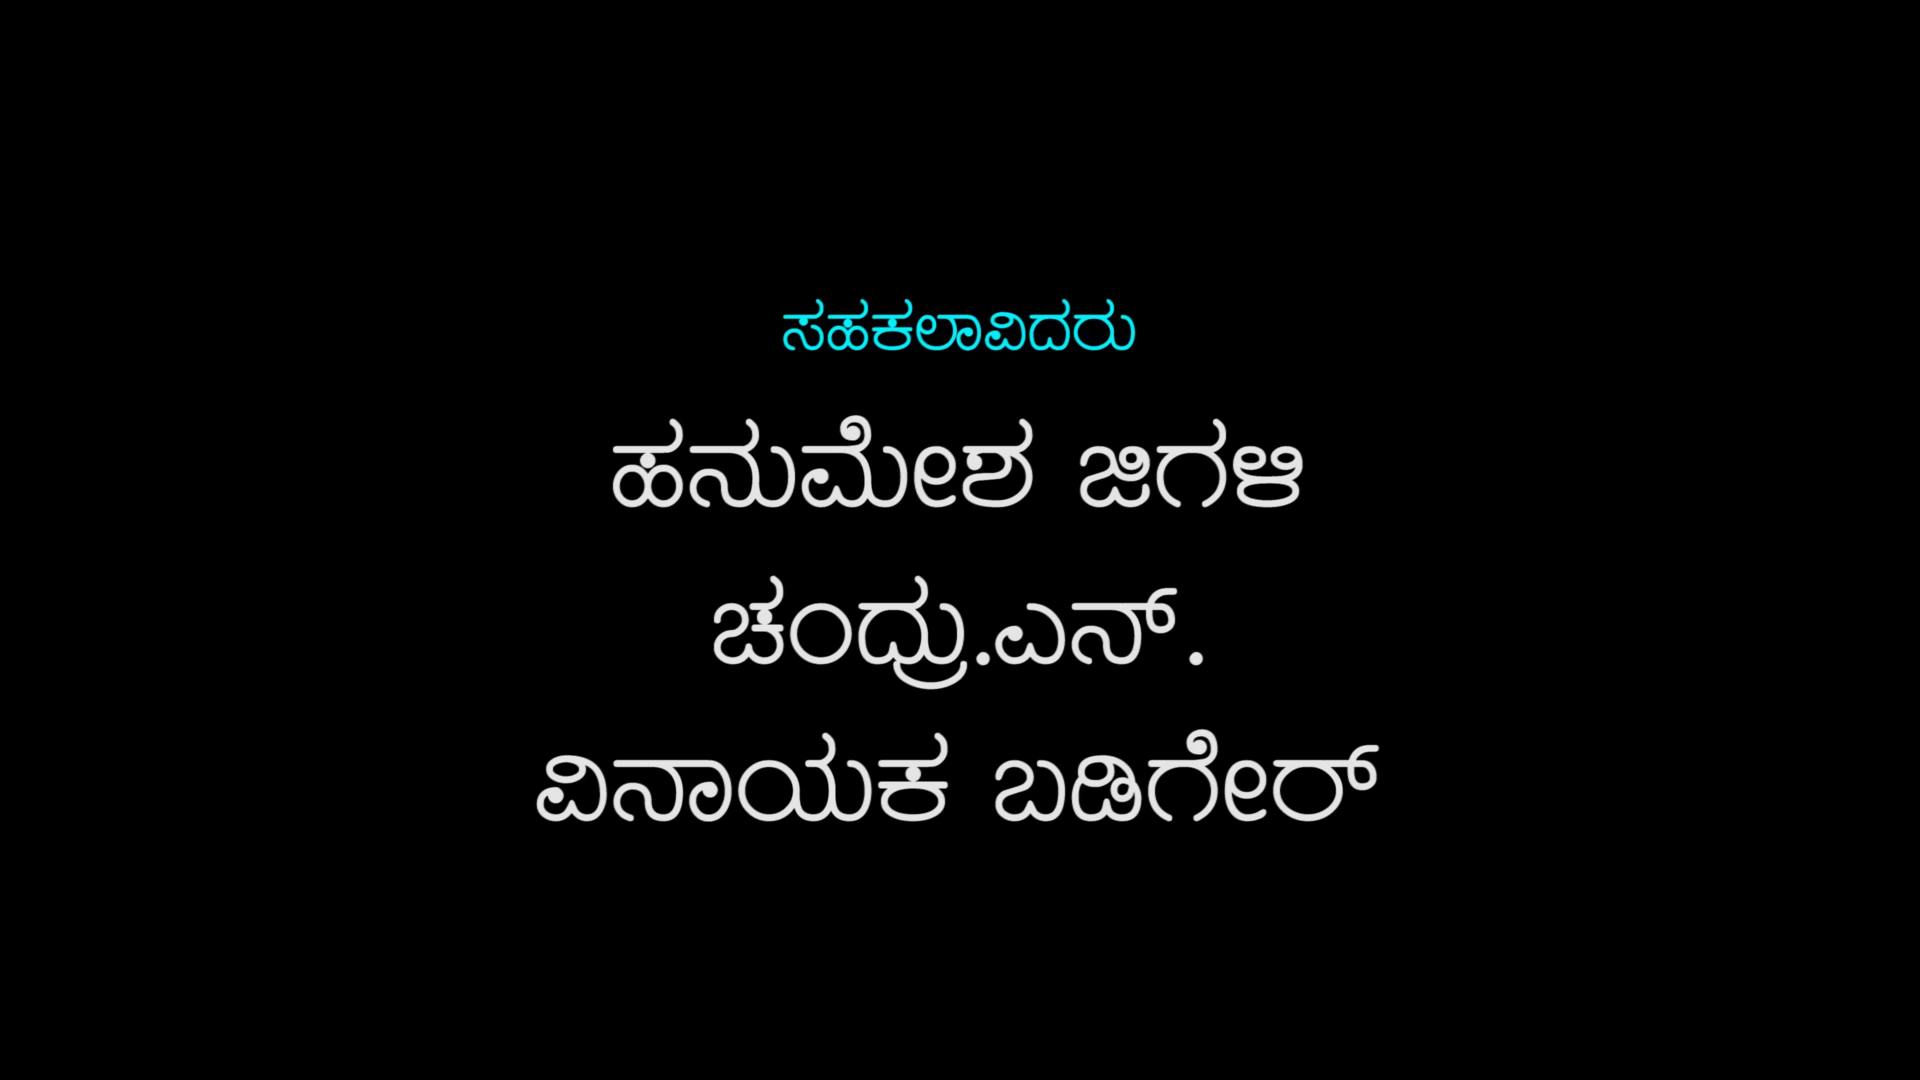 ಸಹಕಲಾವಿದರು
ಹನುಮೇಶ ಜಿಗಳಿ
ಚಂದ್ರು.ಎನ್.
ವಿನಾಯಕ ಬಡಿಗೇರ್